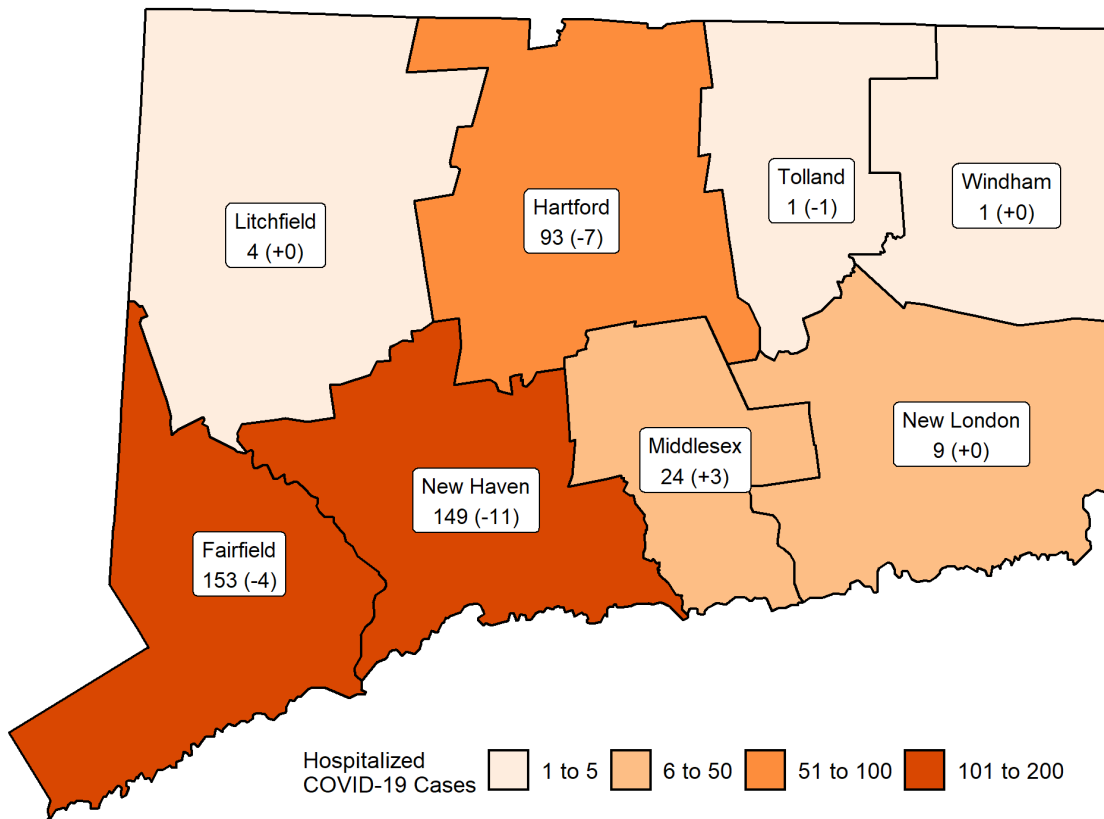 Tolland
1 (-1)
Windham
1 (+0)
Hartford
93 (-7)
Litchfield
4 (+0)
New London
9 (+0)
Middlesex
24 (+3)
New Haven
149 (-11)
Fairfield
153 (-4)
Hospitalized
COVID-19 Cases
1 to 5
6 to 50
51 to 100
101 to 200